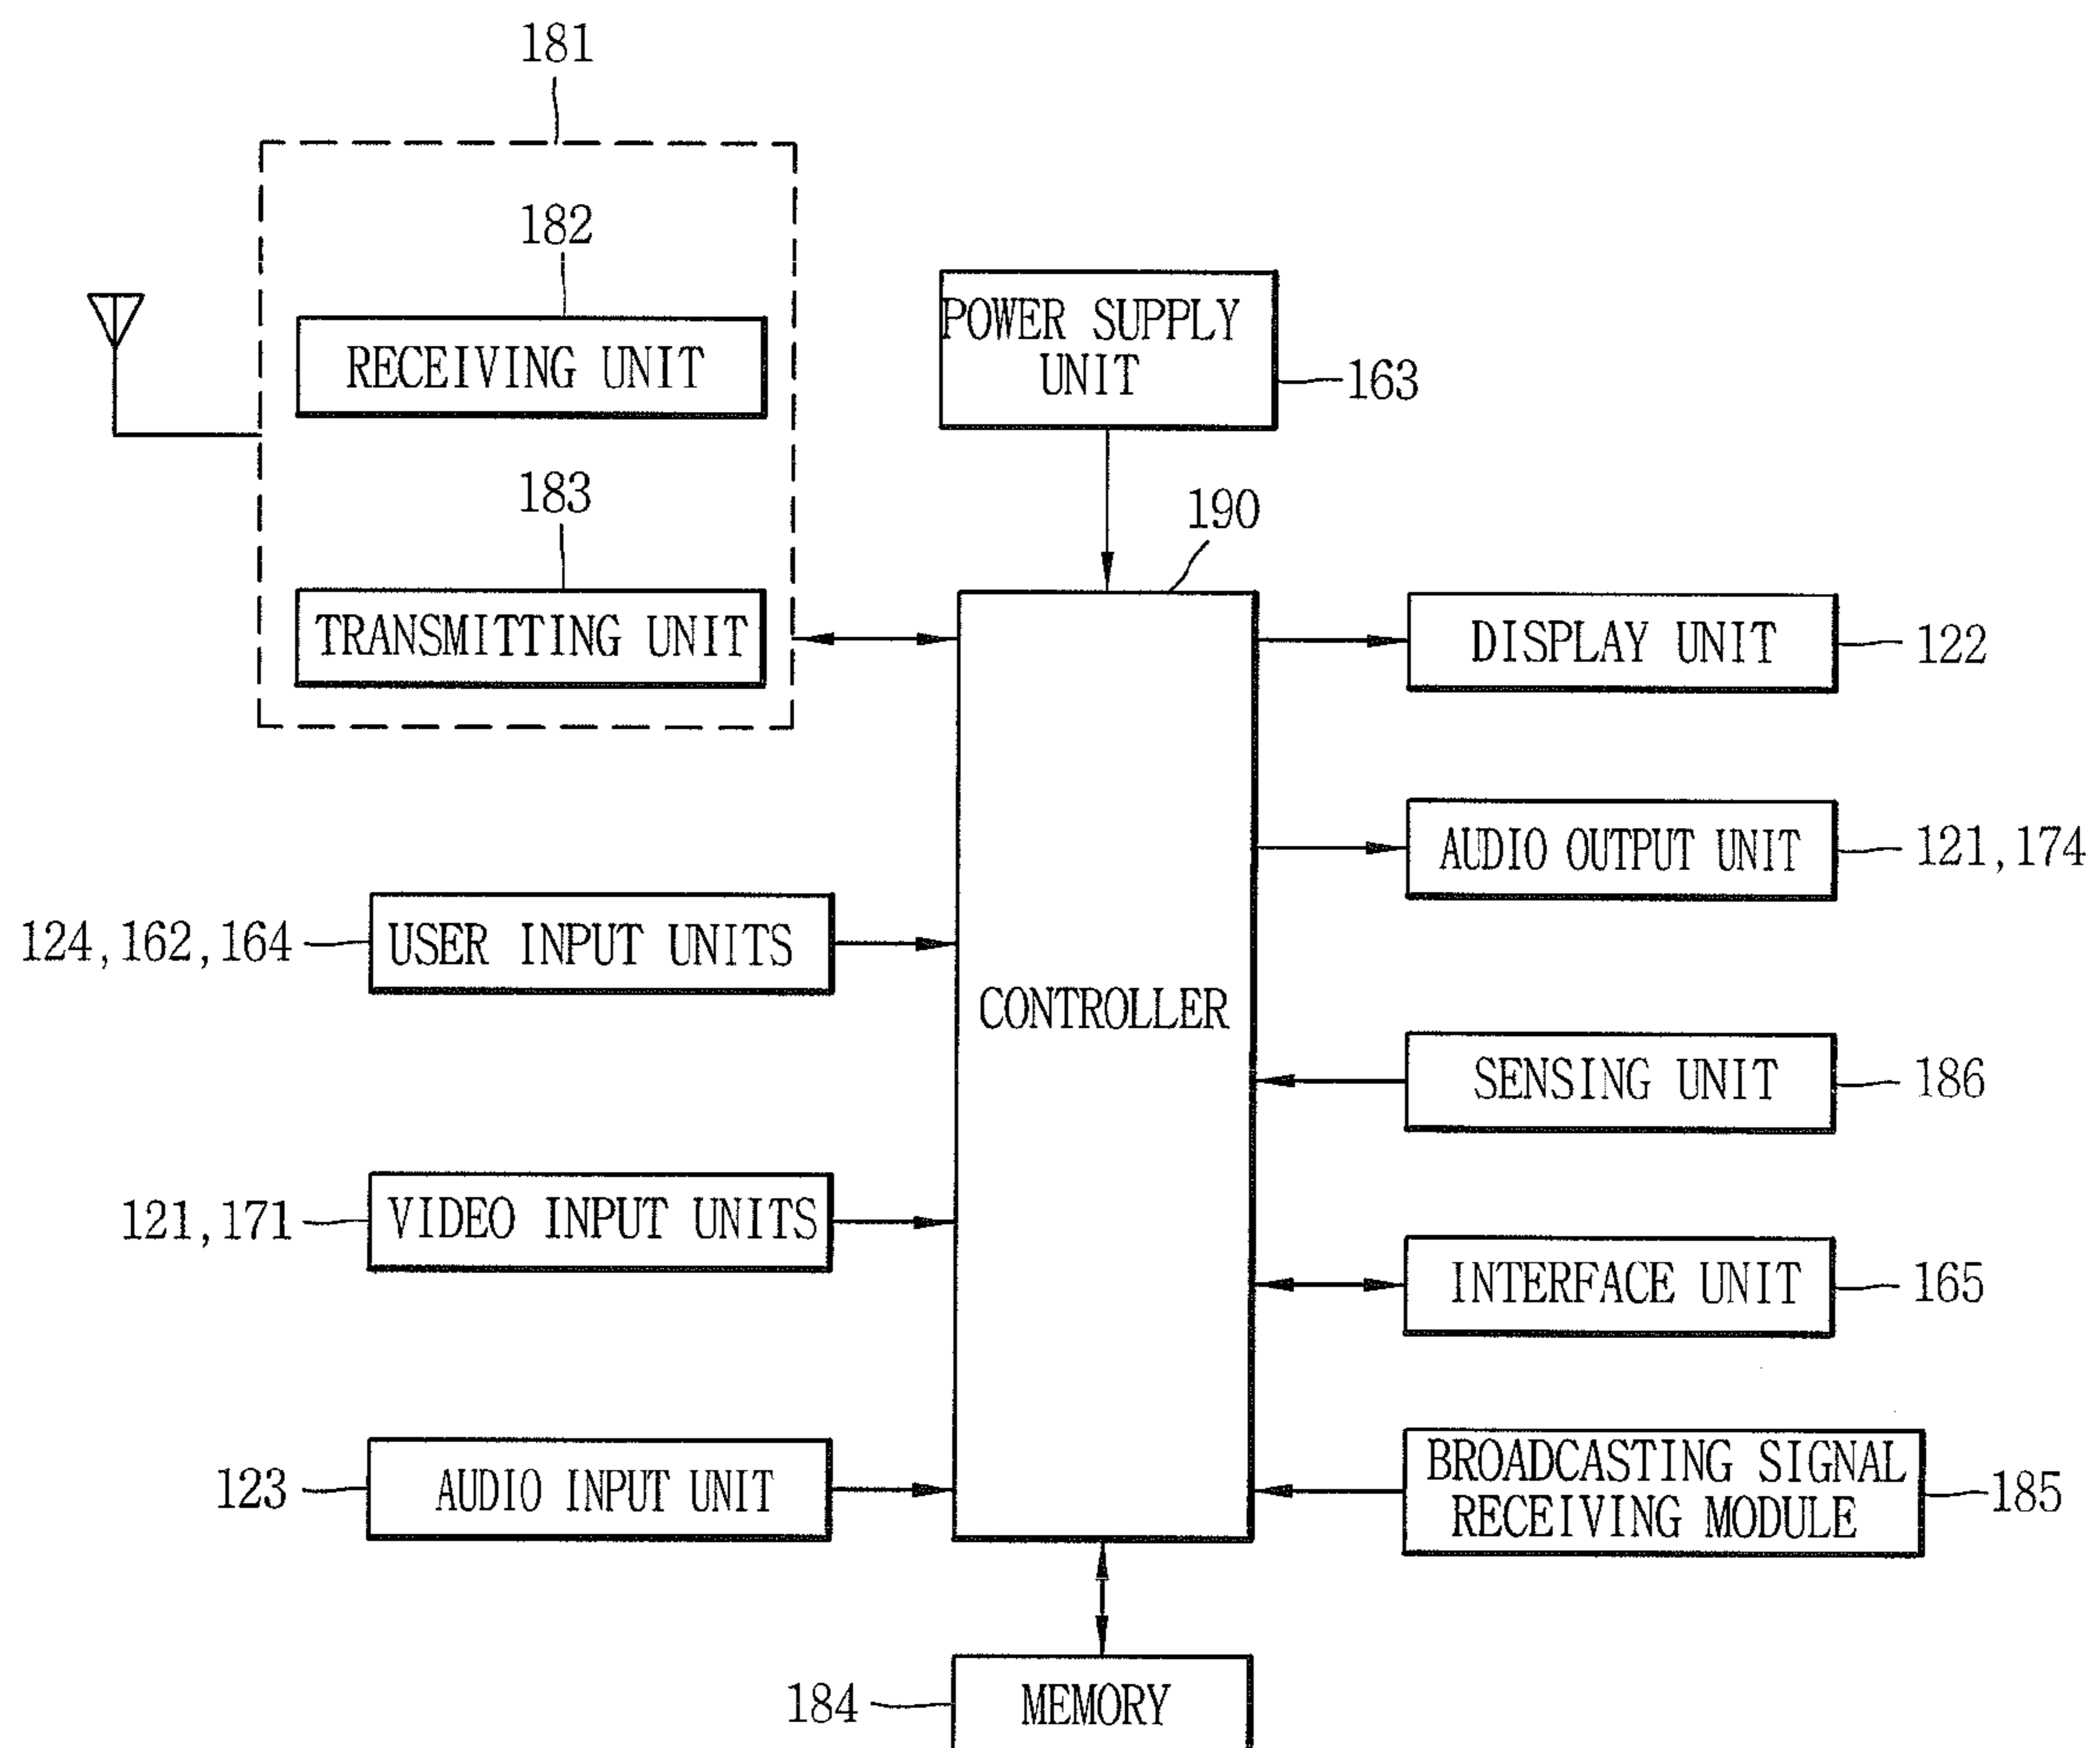 181
182
RECEIVING UNIT
183
TRANSMITTING UNIT
POWER SUPPLY
UNIT
163
190
CONTROLLER
DISPLAY UNIT
122
AUDIO OUTPUT UNIT
121,174
124,162,164
USER INPUT UNITS
SENSING UNIT
186
121,171
VIDEO INPUT UNITS
INTERFACE UNIT
165
123
AUDIO INPUT UNIT
BROADCASTING SIGNAL
RECEIVING MODULE
185
184
MEMORY